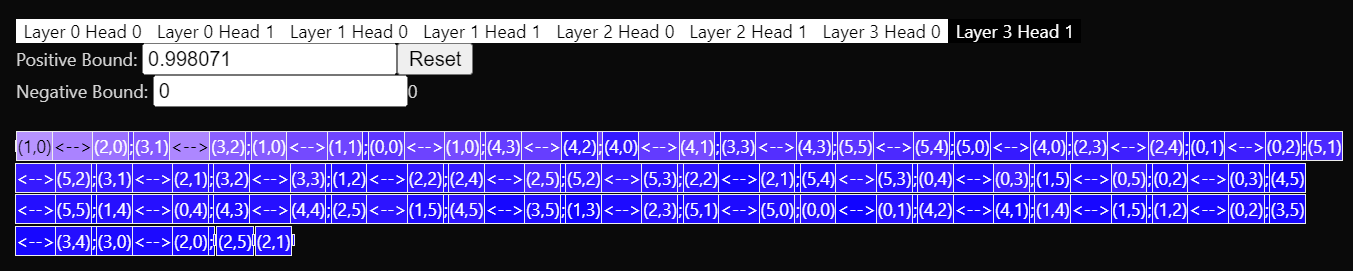 Layer 0 Head 0 Layer 0 Head 1 Layer 1 Head 0 Layer 1 Head 1 Layer 2 Head 0 Layer 2 Head 1 Layer 3 Head 0 Layer 3 Head 1
Positive Bound: 0.998071 Reset
Negative Bound: 0 0
(1,0)<-->(2,0);(3,1)<-->(3,2);(1,0)<-->(1,1);(0,0)<-->(1,0);(4,3)<-->(4,2);(4,0)<-->(4,1);(3,3)<-->(4,3);(5,5)<-->(5,4);(5,0)<-->(4,0);(2,3)<-->(2,4);(0,1)<-->(0,2);(5,1)
<-->(5,2);(3,1)<-->(2,1);(3,2)<-->(3,3);(1,2)<-->(2,2);(2,4)<-->(2,5);(5,2)<-->(5,3);(2,2)<-->(2,1);(5,4)<-->(5,3);(0,4)<-->(0,3);(1,5)<-->(0,5);(0,2)<-->(0,3);(4,5)
<-->(5,5);(1,4)<-->(0,4);(4,3)<-->(4,4);(2,5)<-->(1,5);(4,5)<-->(3,5);(1,3)<-->(2,3);(5,1)<-->(5,0);(0,0)<-->(0,1);(4,2)<-->(4,1);(1,4)<-->(1,5);(1,2)<-->(0,2);(3,5)
<-->(3,4);(3,0)<-->(2,0);(2,5)(2,1)